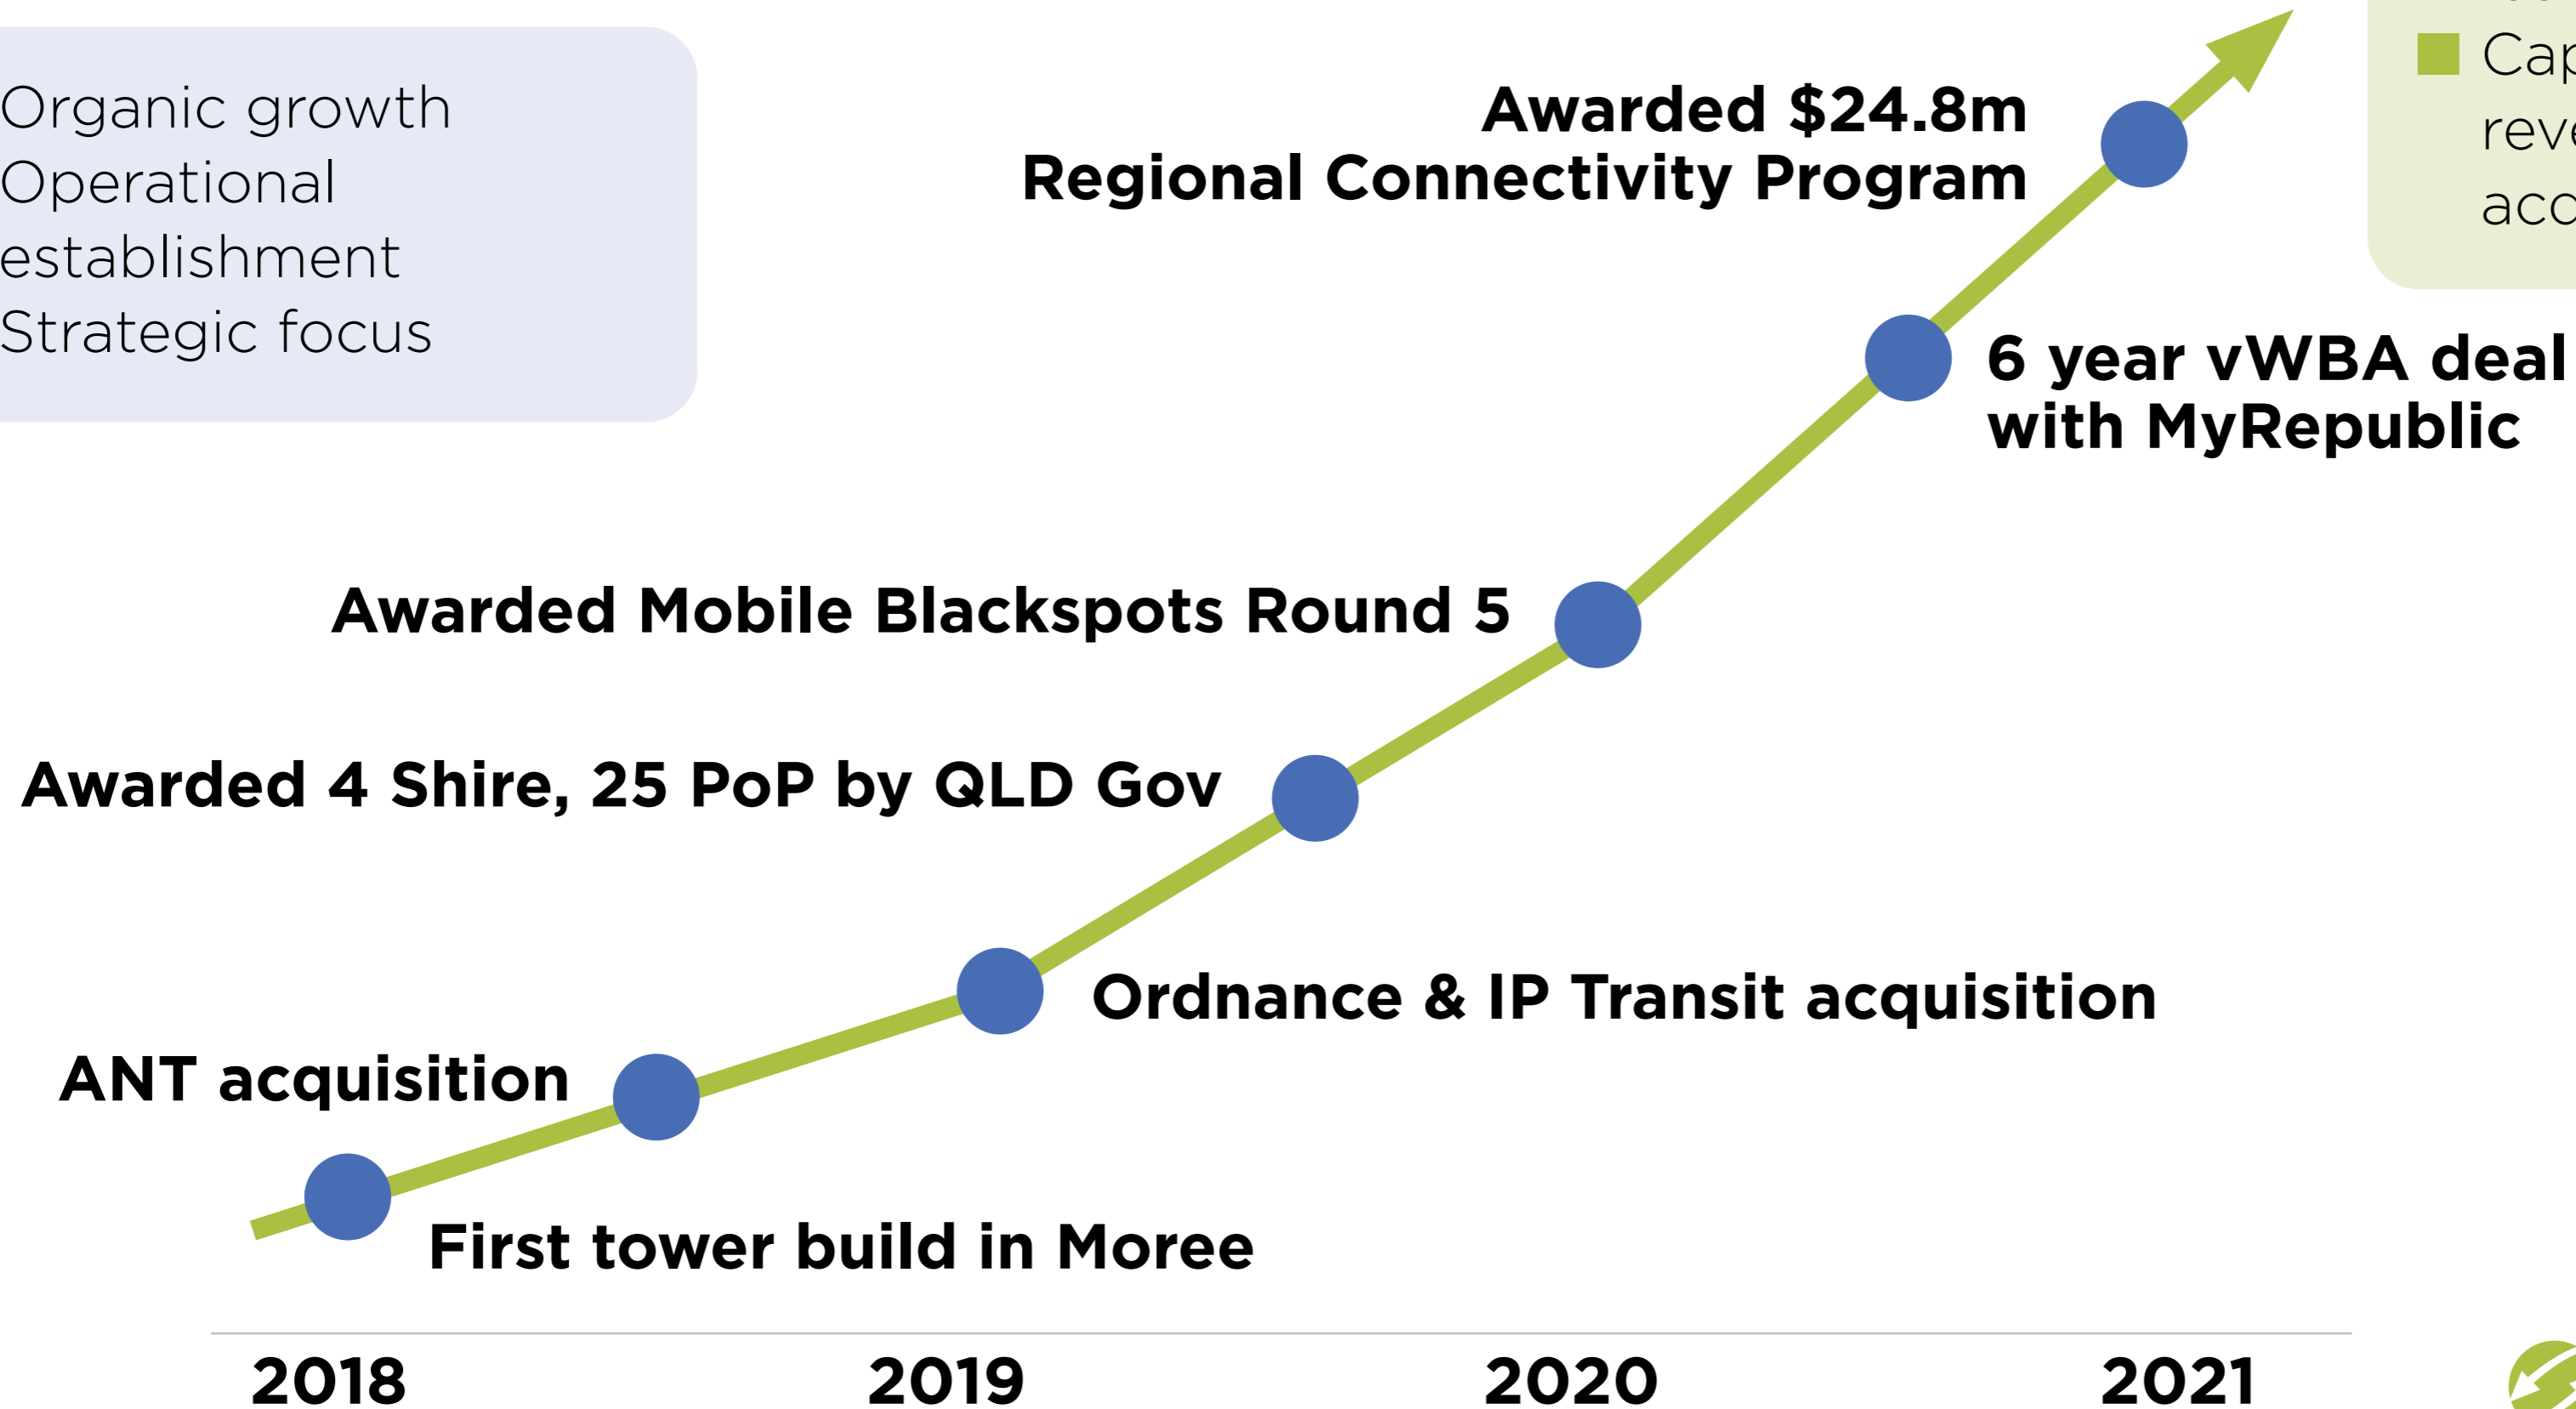 Organic growth
Operational
establishment
Strategic focus
Awarded $24.8m
Regional Connectivity Program
6 year vWBA deal
with MyRepublic
Awarded Mobile Blackspots Round 5
Awarded 4 Shire, 25 PoP by QLD Gov
Ordnance & IP Transit acquisition
ANT acquisition
First tower build in Moree
2018 2019 2020 2021